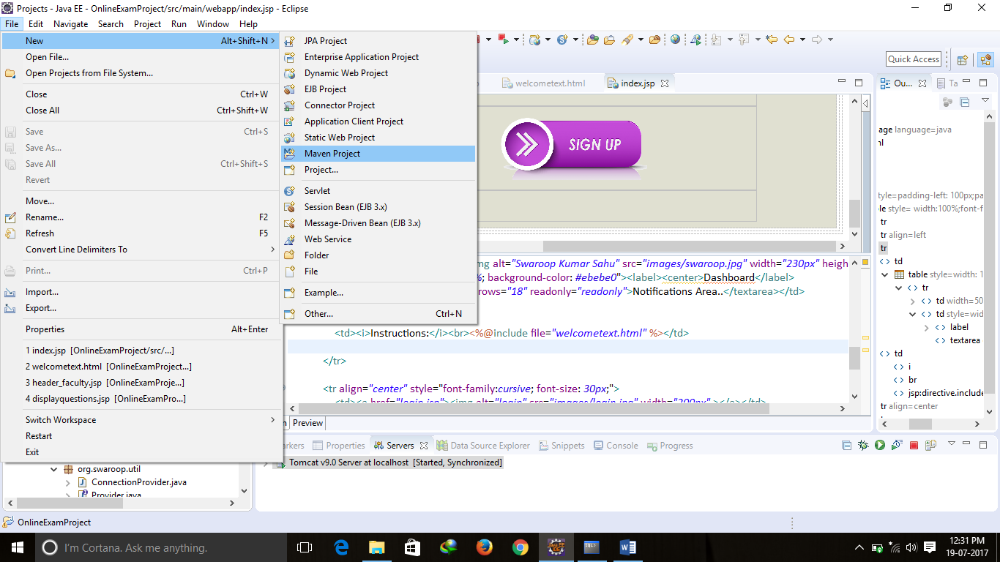 Projects - Java EE - OnlineExamProject/src/main/webapp/index.jsp - Eclipse
File Edit Navigate Search Project Run Window Help
New Alt+Shift+N
Open File...
Open Projects from File System...
Close Ctrl+W
Close All Ctrl+Shift+W
Save Ctrl+S
Save As...
Save All Ctrl+Shift+S
Revert
Move...
Rename... F2
Refresh F5
Convert Line Delimiters To
Print... Ctrl+P
Import...
Export...
Properties Alt+Enter
1 index.jsp [OnlineExamProject/src/...]
2 welcometext.html [OnlineExamProject...]
3 header_faculty.jsp [OnlineExamProje...]
4 displayquestions.jsp [OnlineExamPro...]
Switch Workspace
Restart
Exit
JPA Project
Enterprise Application Project
Dynamic Web Project
EJB Project
Connector Project
Application Client Project
Static Web Project
Maven Project
Project...
Servlet
Session Bean (EJB 3.x)
Message-Driven Bean (EJB 3.x)
Web Service
Folder
File
Example...
Other... Ctrl+N
Quick Access
welcometext.html index.jsp
SIGN UP
mg alt="Swaroop Kumar Sahu" src="images/swaroop.jpg" width="230px" heigh
%; background-color: #ebebe0"><label><center>Dashboard</label>
rows="18" readonly="readonly">Notifications Area..</textarea></td>
<td><i>Instructions:</i><br><%@include file="welcometext.html" %></td>
</tr>
<tr align="center" style="font-family:cursive; font-size: 30px;">
<td><a href="login.jsp"><img alt="login" src="images/login.jpg" width="200px" ></a></td>
Preview
Ou... Ta
age language=java
ml
tyle=padding-left: 100px;pa
le style= width:100%;font-f
tr
tr align=left
tr
td
table style=width: 1
tr
td width=50
td style=wid
label
textarea
td
i
br
jsp:directive.include
tr align=center
arkers Properties Servers Data Source Explorer Snippets Console Progress
Tomcat v9.0 Server at localhost [Started, Synchronized]
org.swaroop.util
ConnectionProvider.java
Provider.java
OnlineExamProject
I'm Cortana. Ask me anything.
Java EE
IDE
SQL
12:31 PM
19-07-2017